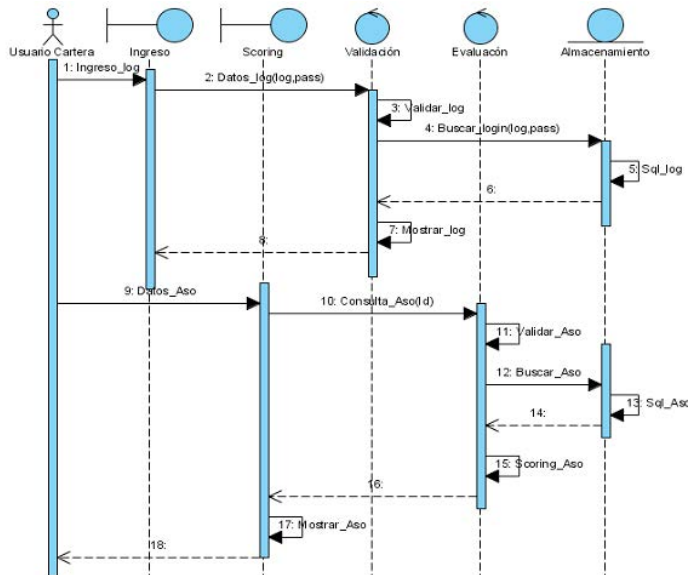 Usuario Cartera
Ingreso
Scoring
Validación
Evaluacón
Almacenamiento
1: Ingreso_log
2: Datos_log(log,pass)
3: Validar_log
4: Buscar_login(log,pass)
5: Sql_log
6:
7: Mostrar_log
8:
9: Datos_Aso
10: Consulta_Aso(Id)
11: Validar_Aso
12: Buscar_Aso
13: Sql_Aso
14:
15: Scoring_Aso
16:
17: Mostrar_Aso
18: